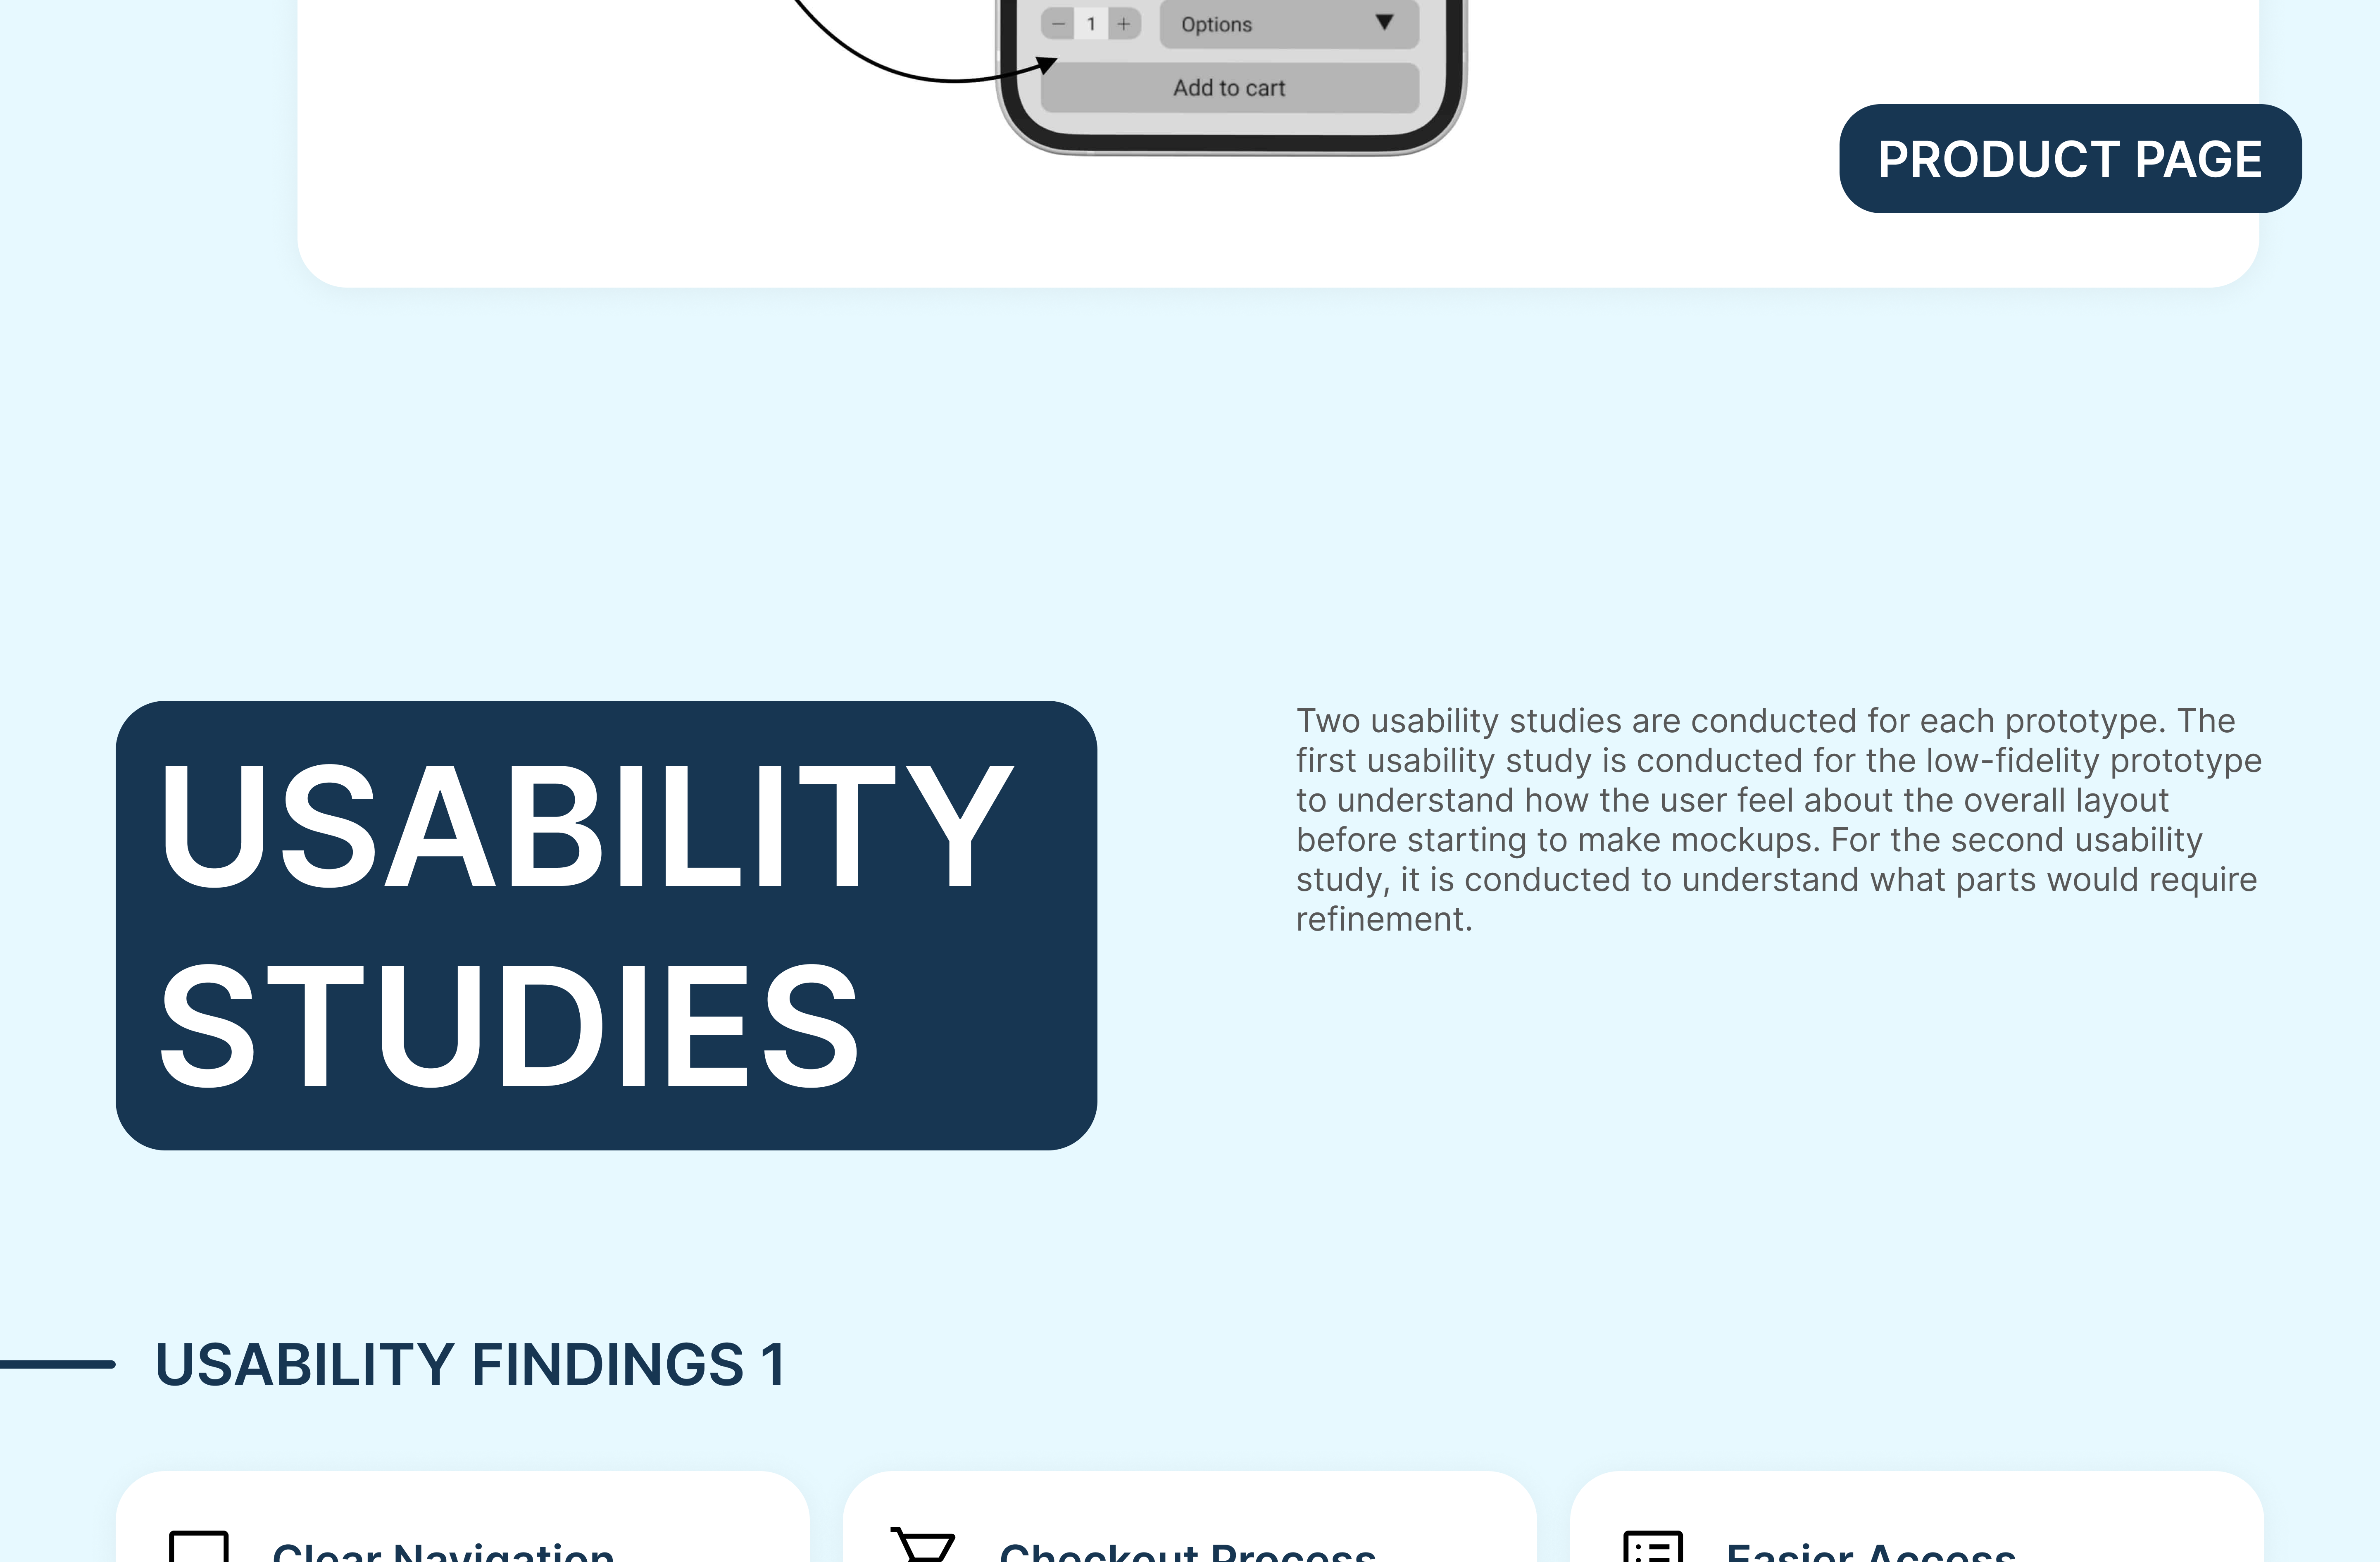 − 1 + Options ▼
Add to cart
PRODUCT PAGE
USABILITY
STUDIES
Two usability studies are conducted for each prototype. The
first usability study is conducted for the low-fidelity prototype
to understand how the user feel about the overall layout
before starting to make mockups. For the second usability
study, it is conducted to understand what parts would require
refinement.
USABILITY FINDINGS 1
Clear Navigation
Checkout Process
Easier Access